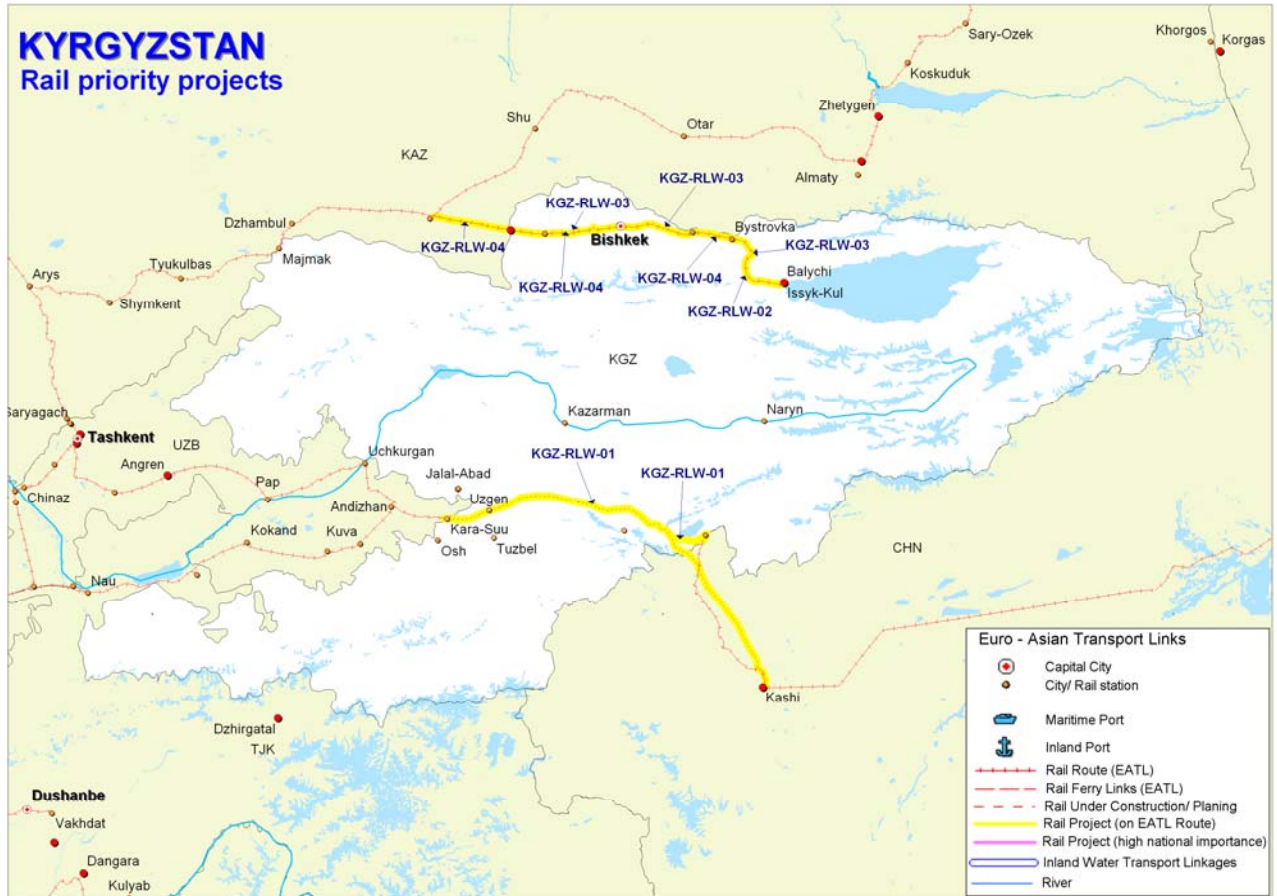 KYRGYZSTAN
Rail priority projects
Sary-Ozek
Khorgos
Korgas
Koskuduk
Zhetygen
Shu
Otar
KAZ
Almaty
KGZ-RLW-03
KGZ-RLW-03
Dzhambul
Bystrovka
Bishkek
KGZ-RLW-03
KGZ-RLW-04
Majmak
Tyukulbas
Arys
KGZ-RLW-04
KGZ-RLW-04
Balychi
Issyk-Kul
Shymkent
KGZ-RLW-02
KGZ
Saryagach
Kazarman
Naryn
Tashkent
UZB
Uchkurgan
KGZ-RLW-01
KGZ-RLW-01
Angren
Jalal-Abad
Pap
Uzgen
Chinaz
Andizhan
Kara-Suu
Kokand
Kuva
Osh
Tuzbel
CHN
Nau
Kashi
Dzhirgatal
TJK
Dushanbe
Vakhdat
Dangara
Kulyab
Euro - Asian Transport Links
Capital City
City/ Rail station
Maritime Port
Inland Port
Rail Route (EATL)
Rail Ferry Links (EATL)
Rail Under Construction/ Planing
Rail Project (on EATL Route)
Rail Project (high national importance)
Inland Water Transport Linkages
River